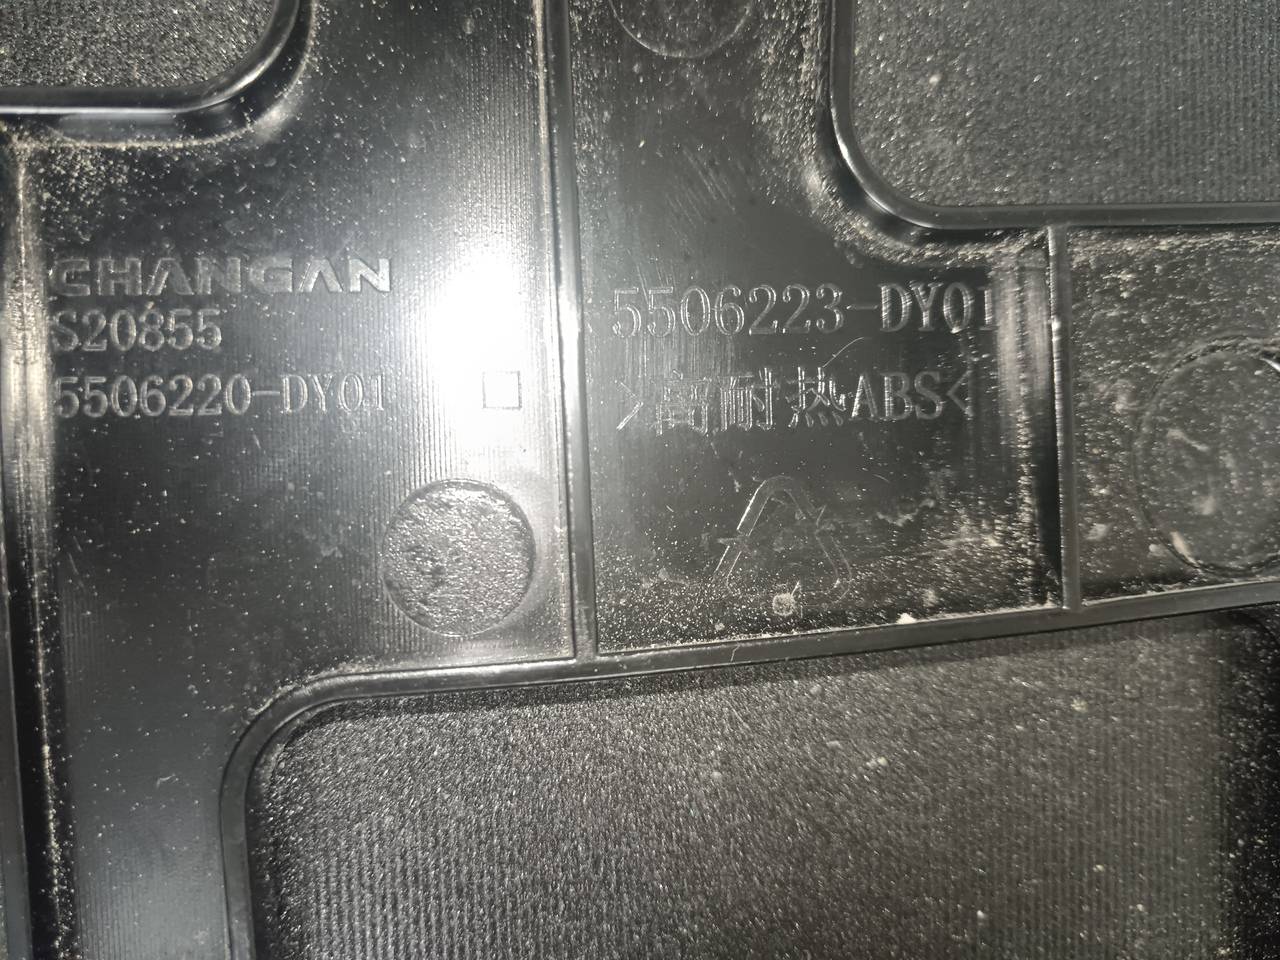 CHANGAN
S20855
5506220-DY01
5506223-DY01
>高耐热ABS<